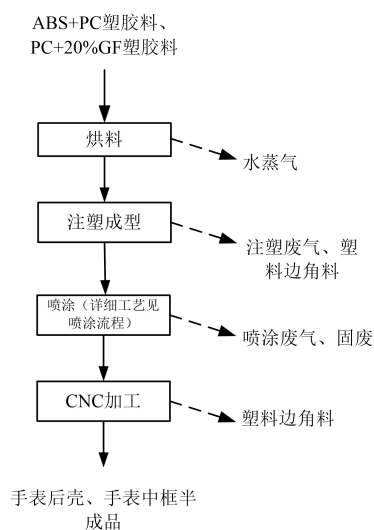 ABS+PC塑胶料、
PC+20%GF塑胶料
烘料
水蒸气
注塑成型
注塑废气、塑
料边角料
喷涂（详细工艺见
喷涂流程）
喷涂废气、固废
CNC加工
塑料边角料
手表后壳、手表中框半
成品